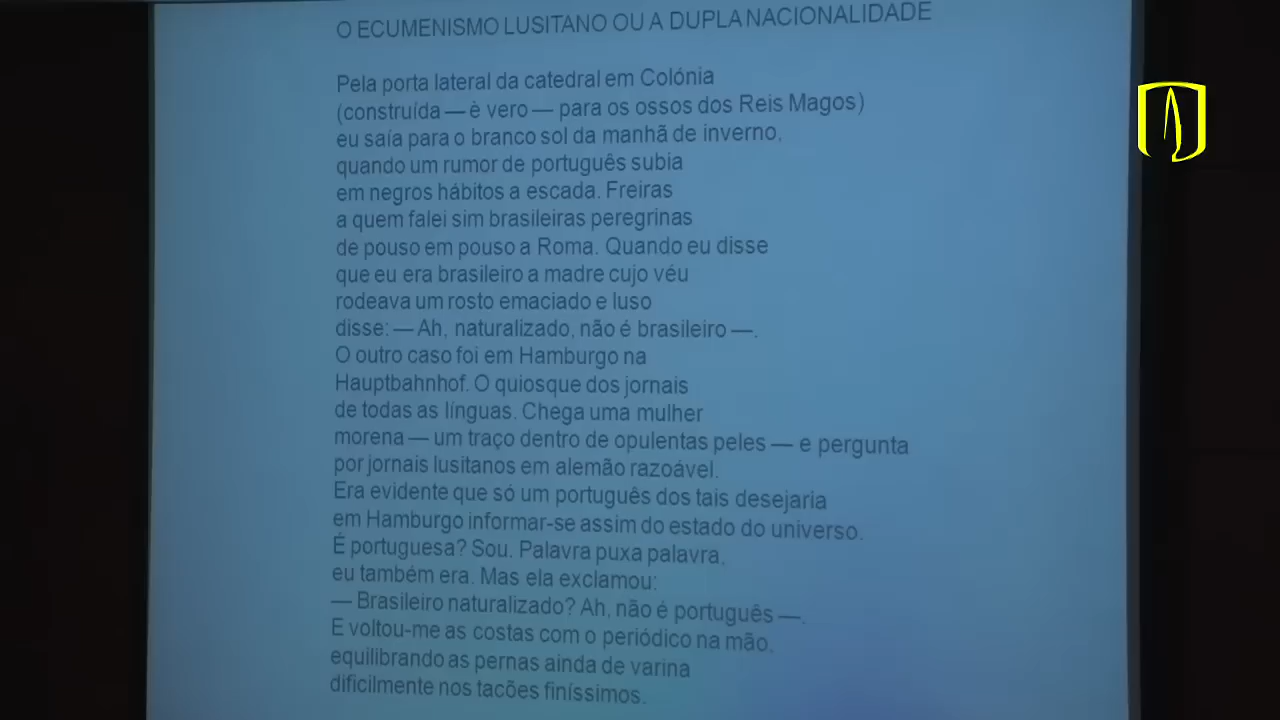 O ECUMENISMO LUSITANO OU A DUPLA NACIONALIDADE
Pela porta lateral da catedral em Colónia
(construída — è vero — para os ossos dos Reis Magos)
eu saía para o branco sol da manhã de inverno,
quando um rumor de português subia
em negros hábitos a escada. Freiras
a quem falei sim brasileiras peregrinas
de pouso em pouso a Roma. Quando eu disse
que eu era brasileiro a madre cujo véu
rodeava um rosto emaciado e luso
disse: — Ah, naturalizado, não é brasileiro —.
O outro caso foi em Hamburgo na
Hauptbahnhof. O quiosque dos jornais
de todas as línguas. Chega uma mulher
morena — um traço dentro de opulentas peles — e pergunta
por jornais lusitanos em alemão razoável.
Era evidente que só um português dos tais desejaria
em Hamburgo informar-se assim do estado do universo.
É portuguesa? Sou. Palavra puxa palavra,
eu também era. Mas ela exclamou:
— Brasileiro naturalizado? Ah, não é português —.
E voltou-me as costas com o periódico na mão,
equilibrando as pernas ainda de varina
dificilmente nos tacões finíssimos.